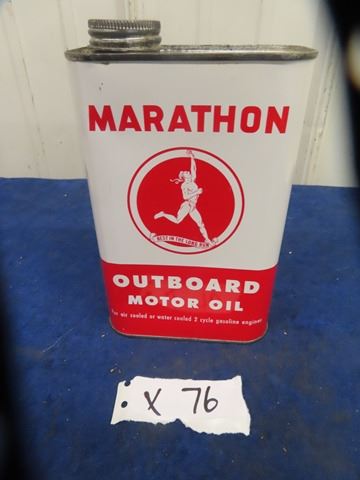 MARATHON
BEST IN THE LONG RUN
OUTBOARD
MOTOR OIL
For air cooled or water cooled 2 cycle gasoline engines
X 76